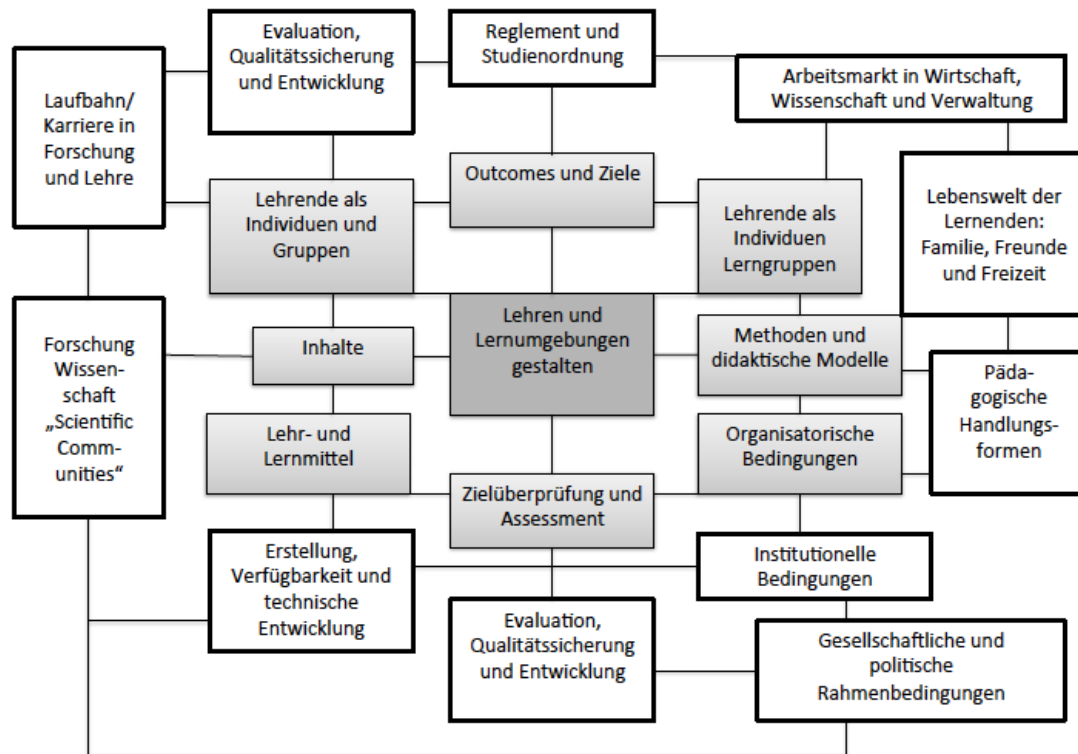 Evaluation,
Qualitätssicherung
und Entwicklung
Reglement und
Studienordnung
Arbeitsmarkt in Wirtschaft,
Wissenschaft und Verwaltung
Laufbahn/
Karriere in
Forschung
und Lehre
Outcomes und Ziele
Lehrende als
Individuen und
Gruppen
Lehrende als
Individuen
Lerngruppen
Lebenswelt der
Lernenden:
Familie, Freunde
und Freizeit
Forschung
Wissen-
schaft
„Scientific
Comm-
unities“
Inhalte
Lehren und
Lernumgebungen
gestalten
Methoden und
didaktische Modelle
Päda-
gogische
Handlungs-
formen
Lehr- und
Lernmittel
Organisatorische
Bedingungen
Zielüberprüfung und
Assessment
Erstellung,
Verfügbarkeit und
technische
Entwicklung
Institutionelle
Bedingungen
Evaluation,
Qualitätssicherung
und Entwicklung
Gesellschaftliche und
politische
Rahmenbedingungen